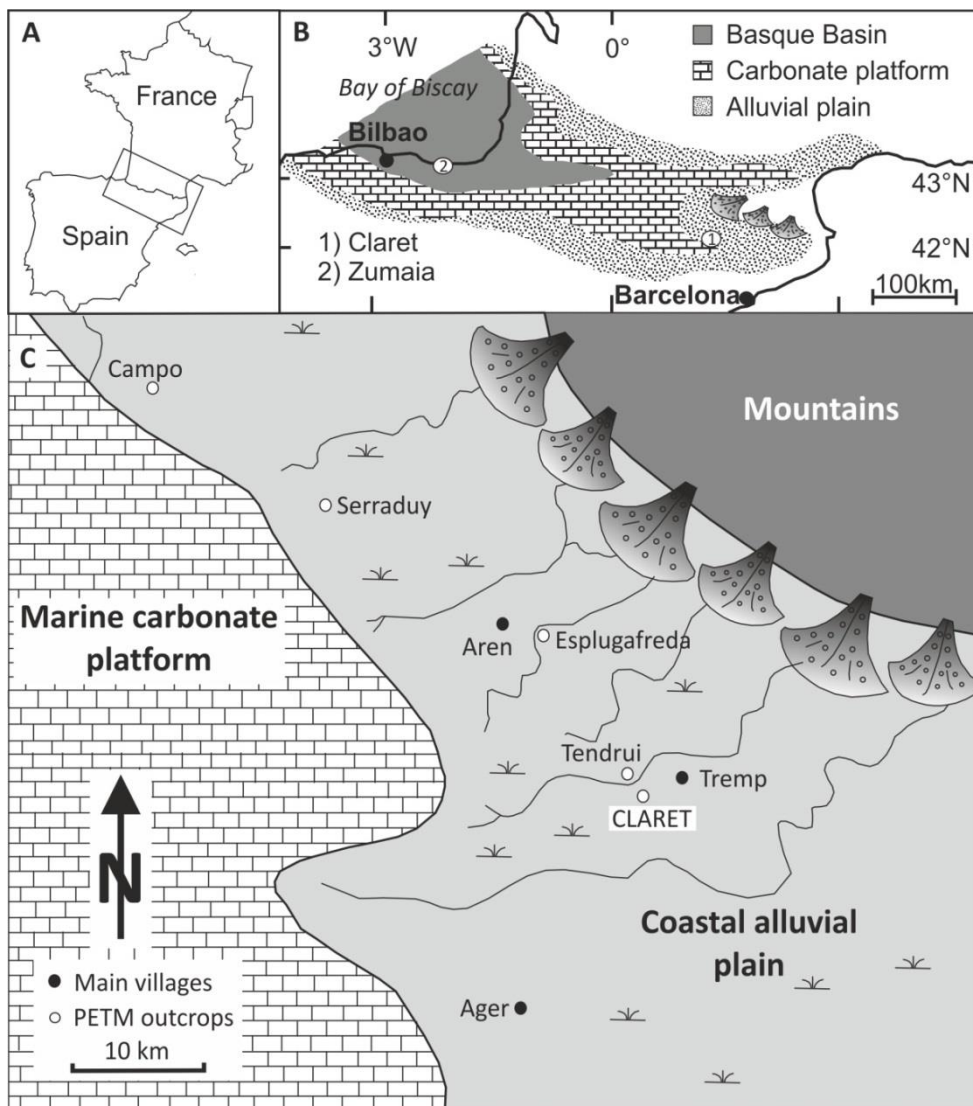 A
France
Spain
B
3°W
0°
Bay of Biscay
Bilbao
2
Basque Basin
Carbonate platform
Alluvial plain
43°N
1) Claret
2) Zumaia
1
42°N
Barcelona
100km
C
Campo
Mountains
Serraduy
Marine carbonate
platform
Aren
Esplugafreda
Tendrui
Tremp
CLARET
N
Coastal alluvial
plain
Main villages
PETM outcrops
10 km
Ager